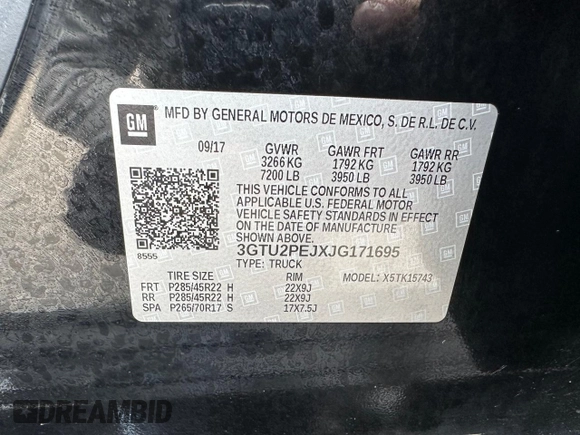 GM
MFD BY GENERAL MOTORS DE MEXICO, S. DE R.L. DE C.V.
09/17 GVWR GAWR FRT GAWR RR
3266 KG 1792 KG 1792 KG
7200 LB 3950 LB 3950 LB
THIS VEHICLE CONFORMS TO ALL
APPLICABLE U.S. FEDERAL MOTOR
VEHICLE SAFETY STANDARDS IN EFFECT
ON THE DATE OF MANUFACTURE
SHOWN ABOVE.
8555 3GTU2PEJXJG171695
TYPE: TRUCK
TIRE SIZE RIM MODEL: X5TK15743
FRT P285/45R22 H 22X9J
RR P285/45R22 H 22X9J
SPA P265/70R17 S 17X7.5J
DREAMBID